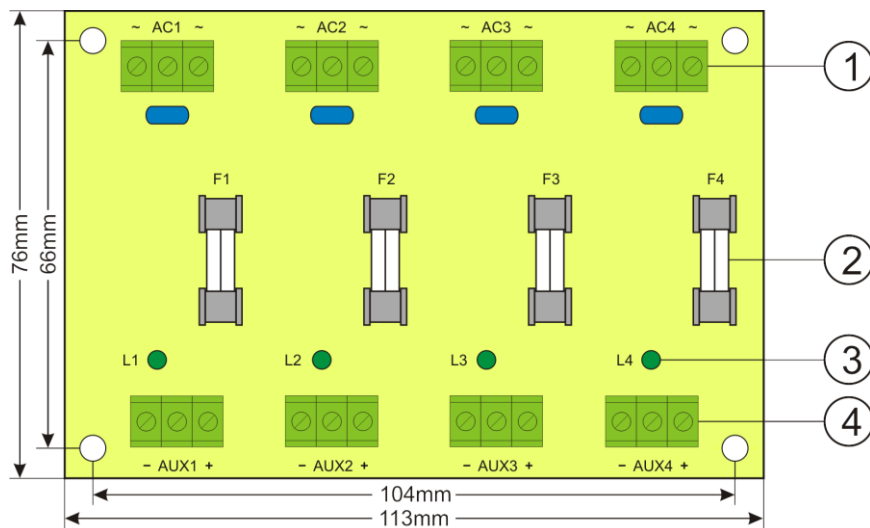 ~ AC1 ~ ~ AC2 ~ ~ AC3 ~ ~ AC4 ~
1
F1 F2 F3 F4
76mm
66mm
2
L1 L2 L3 L4
3
4
– AUX1 + – AUX2 + – AUX3 + – AUX4 +
104mm
113mm